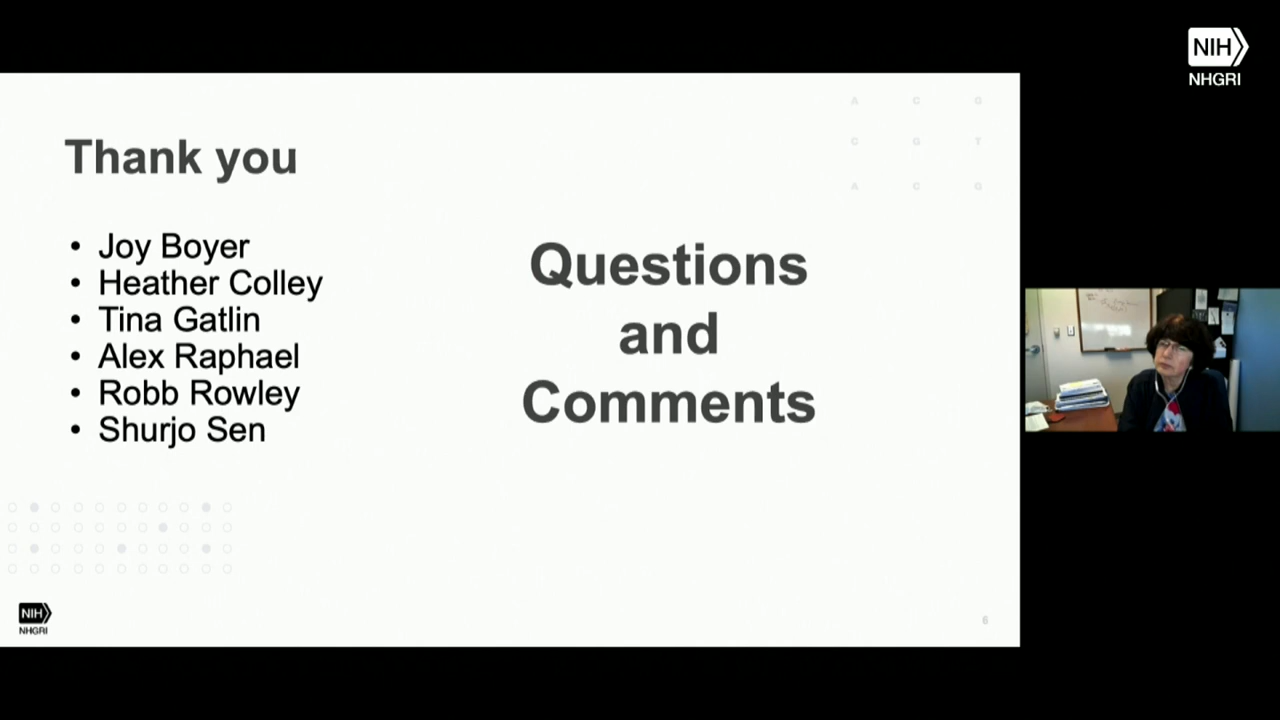 NIH
NHGRI
A C G
C G T
A C G
Thank you
• Joy Boyer
• Heather Colley
• Tina Gatlin
• Alex Raphael
• Robb Rowley
• Shurjo Sen
Questions
and
Comments
NIH
NHGRI
6